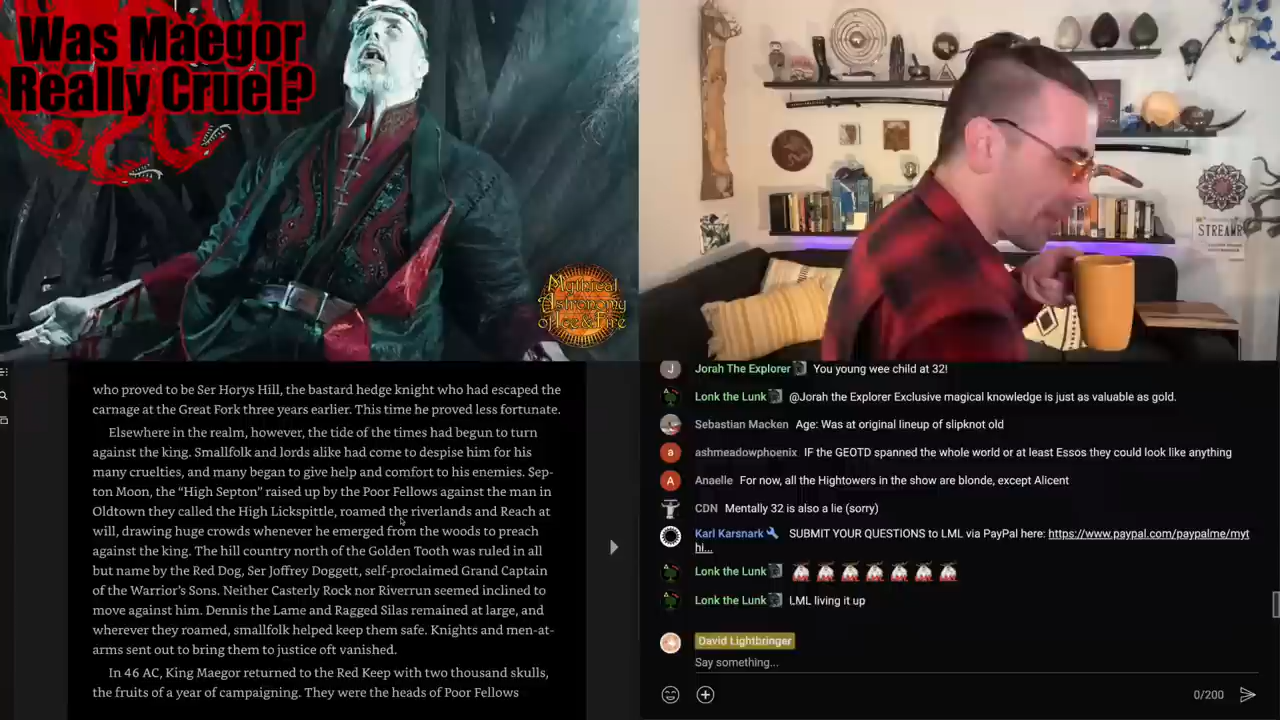 Was Maegor
Really Cruel?
Mythical
Astronomy
of Ice & Fire
STREAMR
who proved to be Ser Horys Hill, the bastard hedge knight who had escaped the
carnage at the Great Fork three years earlier. This time he proved less fortunate.
Elsewhere in the realm, however, the tide of the times had begun to turn
against the king. Smallfolk and lords alike had come to despise him for his
many cruelties, and many began to give help and comfort to his enemies. Sep-
ton Moon, the “High Septon” raised up by the Poor Fellows against the man in
Oldtown they called the High Lickspittle, roamed the riverlands and Reach at
will, drawing huge crowds whenever he emerged from the woods to preach
against the king. The hill country north of the Golden Tooth was ruled in all
but name by the Red Dog, Ser Joffrey Doggett, self-proclaimed Grand Captain
of the Warrior’s Sons. Neither Casterly Rock nor Riverrun seemed inclined to
move against him. Dennis the Lame and Ragged Silas remained at large, and
wherever they roamed, smallfolk helped keep them safe. Knights and men-at-
arms sent out to bring them to justice oft vanished.
In 46 AC, King Maegor returned to the Red Keep with two thousand skulls,
the fruits of a year of campaigning. They were the heads of Poor Fellows
J Jorah The Explorer You young wee child at 32!
Lonk the Lunk @Jorah the Explorer Exclusive magical knowledge is just as valuable as gold.
Sebastian Macken Age: Was at original lineup of slipknot old
a ashmeadowphoenix IF the GEOTD spanned the whole world or at least Essos they could look like anything
A Anaelle For now, all the Hightowers in the show are blonde, except Alicent
CDN Mentally 32 is also a lie (sorry)
Karl Karsnark SUBMIT YOUR QUESTIONS to LML via PayPal here: https://www.paypal.com/paypalme/myt
hi...
Lonk the Lunk
Lonk the Lunk LML living it up
David Lightbringer
Say something...
0/200